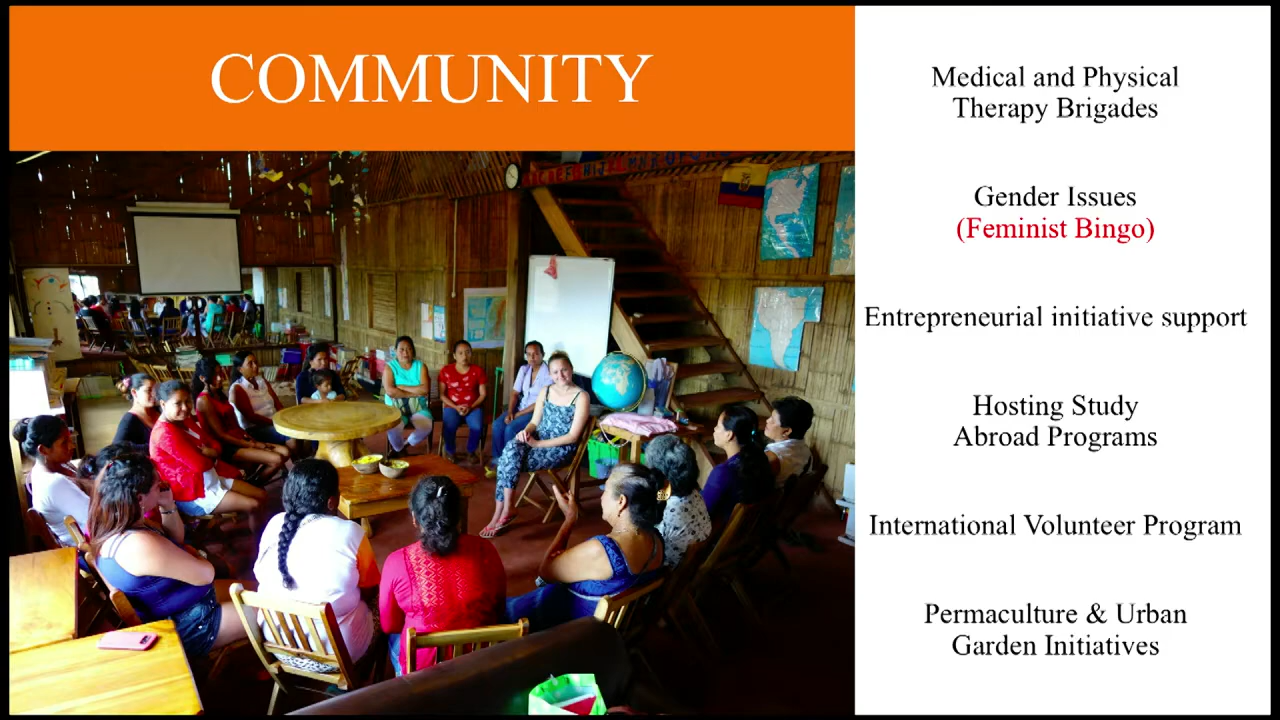 COMMUNITY
Medical and Physical
Therapy Brigades
Gender Issues
(Feminist Bingo)
Entrepreneurial initiative support
Hosting Study
Abroad Programs
International Volunteer Program
Permaculture & Urban
Garden Initiatives